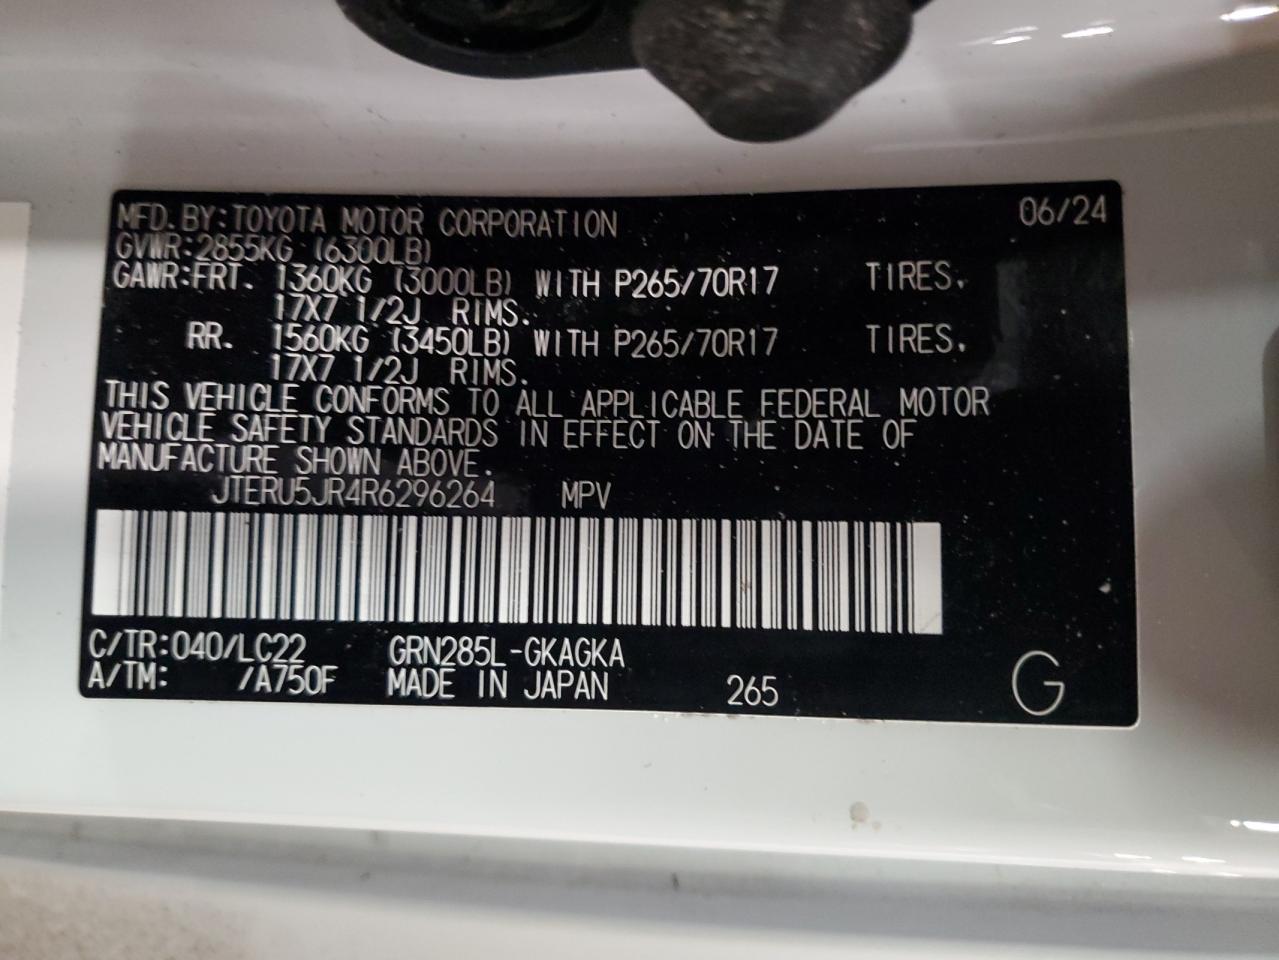 MFD.BY:TOYOTA MOTOR CORPORATION 06/24
GVWR:2855KG (6300LB)
GAWR:FRT. 1360KG (3000LB) WITH P265/70R17 TIRES.
17X7 1/2J RIMS.
RR. 1560KG (3450LB) WITH P265/70R17 TIRES.
17X7 1/2J RIMS.
THIS VEHICLE CONFORMS TO ALL APPLICABLE FEDERAL MOTOR
VEHICLE SAFETY STANDARDS IN EFFECT ON THE DATE OF
MANUFACTURE SHOWN ABOVE.
JTERU5JR4R6296264 MPV
C/TR:040/LC22 GRN285L-GKAGKA
A/TM: /A750F MADE IN JAPAN 265 G